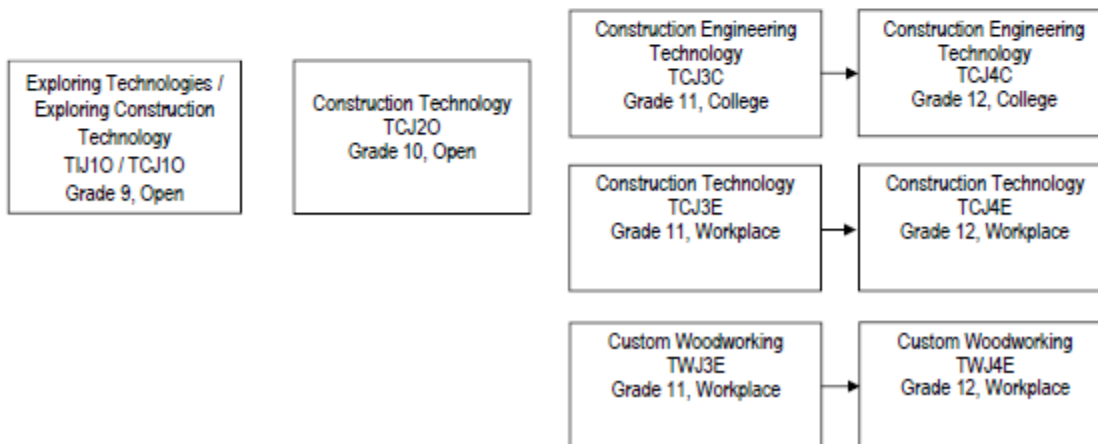 Exploring Technologies /
Exploring Construction
Technology
TIJ1O / TCJ1O
Grade 9, Open
Construction Technology
TCJ2O
Grade 10, Open
Construction Engineering
Technology
TCJ3C
Grade 11, College
Construction Engineering
Technology
TCJ4C
Grade 12, College
Construction Technology
TCJ3E
Grade 11, Workplace
Construction Technology
TCJ4E
Grade 12, Workplace
Custom Woodworking
TWJ3E
Grade 11, Workplace
Custom Woodworking
TWJ4E
Grade 12, Workplace